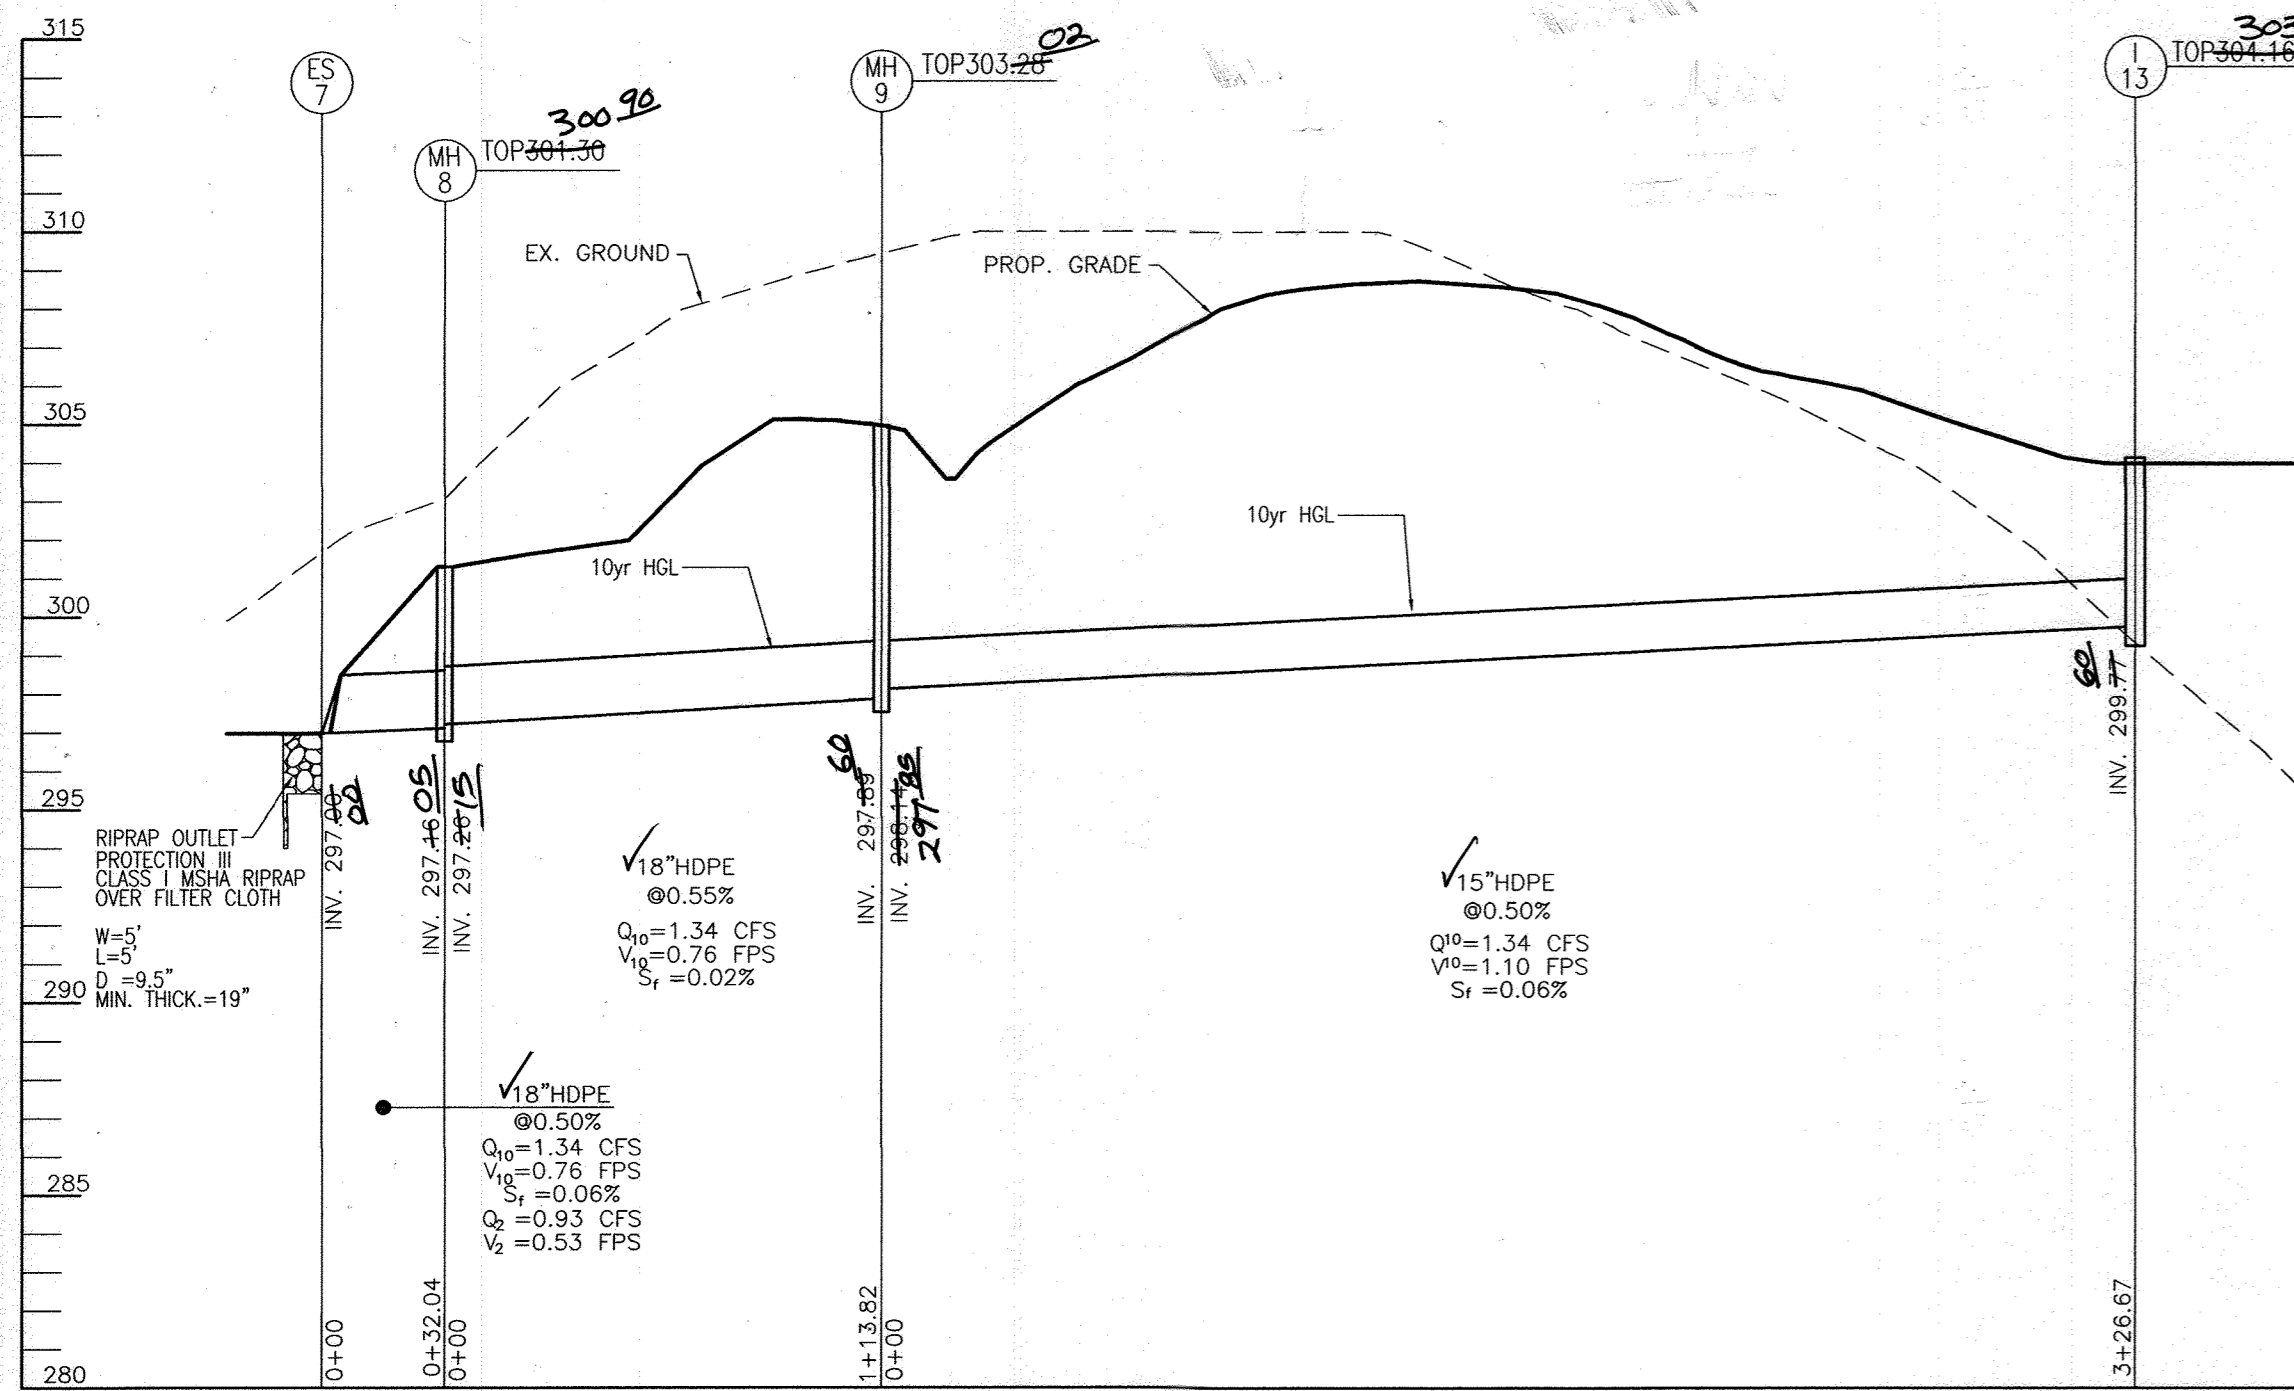 315
310
305
300
295
290
285
280
ES
7
MH
8
TOP301.30
300 90
MH
9
TOP303.28
02
I
13
TOP304.16
303
EX. GROUND
PROP. GRADE
10yr HGL
10yr HGL
RIPRAP OUTLET
PROTECTION III
CLASS I MSHA RIPRAP
OVER FILTER CLOTH
W=5'
L=5'
D =9.5"
MIN. THICK.=19"
INV. 297.00
00
INV. 297.16
05
INV. 297.26
15
INV. 297.89
60
INV. 298.14
297.85
INV. 299.77
60
18"HDPE
@0.55%
Q10=1.34 CFS
V10=0.76 FPS
Sf =0.02%
15"HDPE
@0.50%
Q10=1.34 CFS
V10=1.10 FPS
Sf =0.06%
18"HDPE
@0.50%
Q10=1.34 CFS
V10=0.76 FPS
Sf =0.06%
Q2 =0.93 CFS
V2 =0.53 FPS
0+00
0+32.04
0+00
1+13.82
0+00
3+26.67